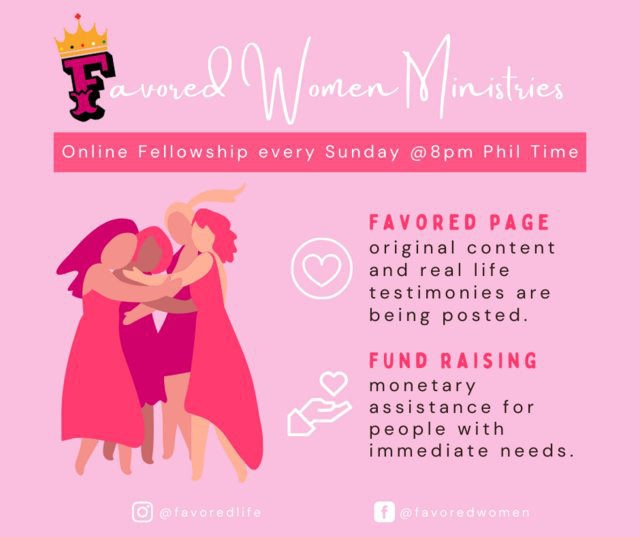 Favored Women Ministries
Online Fellowship every Sunday @8pm Phil Time
FAVORED PAGE
original content
and real life
testimonies are
being posted.
FUND RAISING
monetary
assistance for
people with
immediate needs.
@favoredlife
@favoredwomen